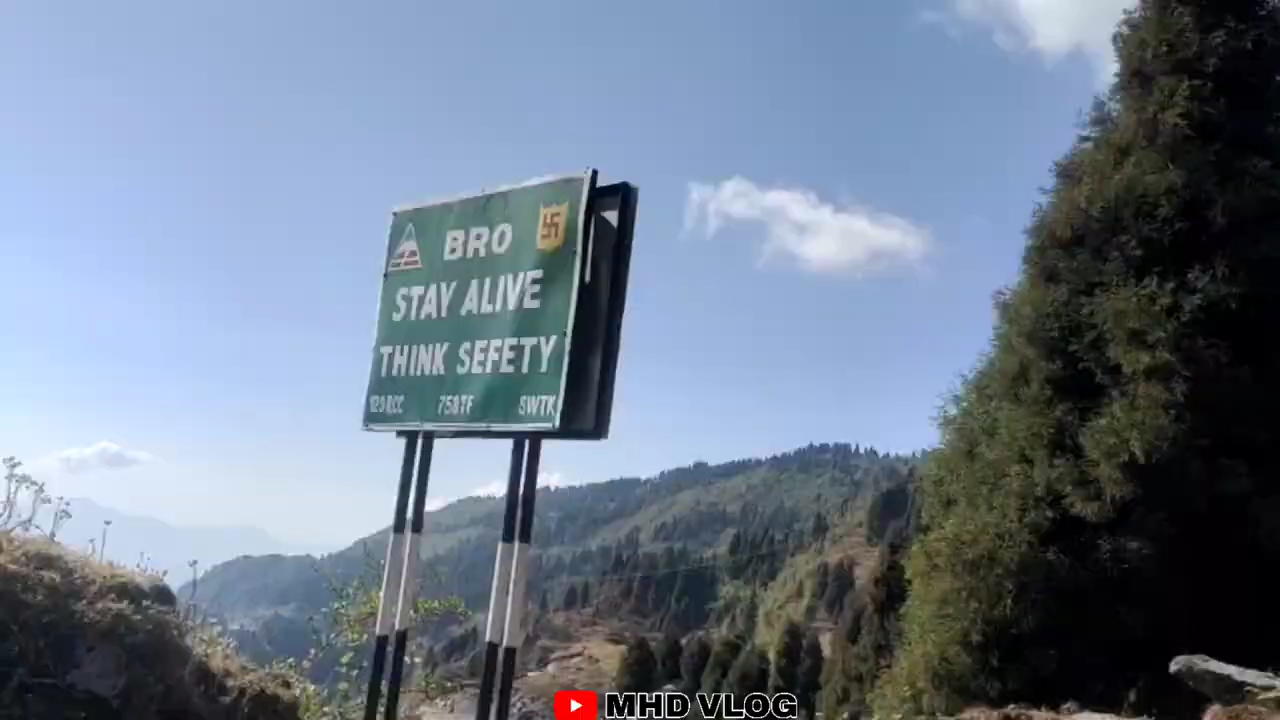 BRO
STAY ALIVE
THINK SEFETY
129 RCC 758TF SWTK
MHD VLOG